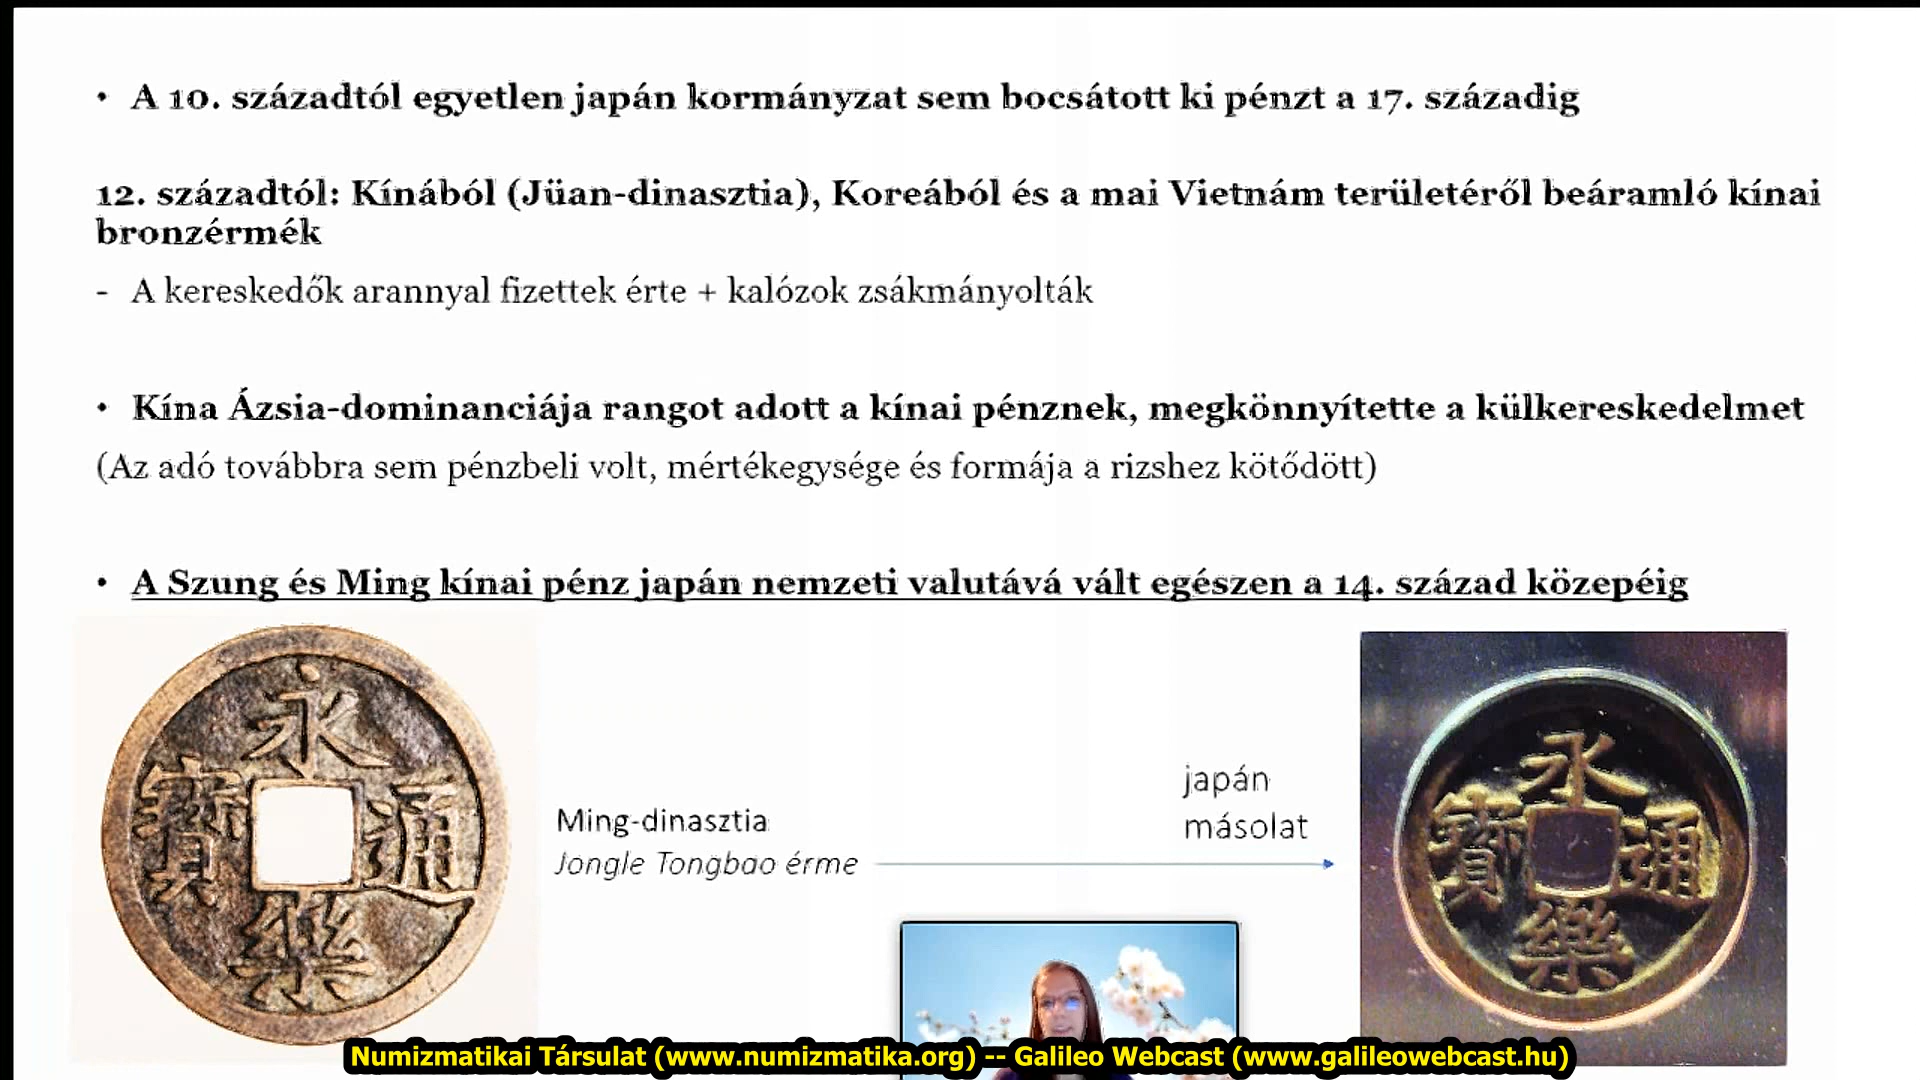 • A 10. századtól egyetlen japán kormányzat sem bocsátott ki pénzt a 17. századig
12. századtól: Kínából (Jüan-dinasztia), Koreából és a mai Vietnám területéről beáramló kínai
bronzérmék
- A kereskedők arannyal fizettek érte + kalózok zsákmányolták
• Kína Ázsia-dominanciája rangot adott a kínai pénznek, megkönnyítette a külkereskedelmet
(Az adó továbbra sem pénzbeli volt, mértékegysége és formája a rizshez kötődött)
• A Szung és Ming kínai pénz japán nemzeti valutává vált egészen a 14. század közepéig
永
樂
通
寶
Ming-dinasztia
Jongle Tongbao érme
japán
másolat
永
樂
通
寶
Numizmatikai Társulat (www.numizmatika.org) -- Galileo Webcast (www.galileowebcast.hu)